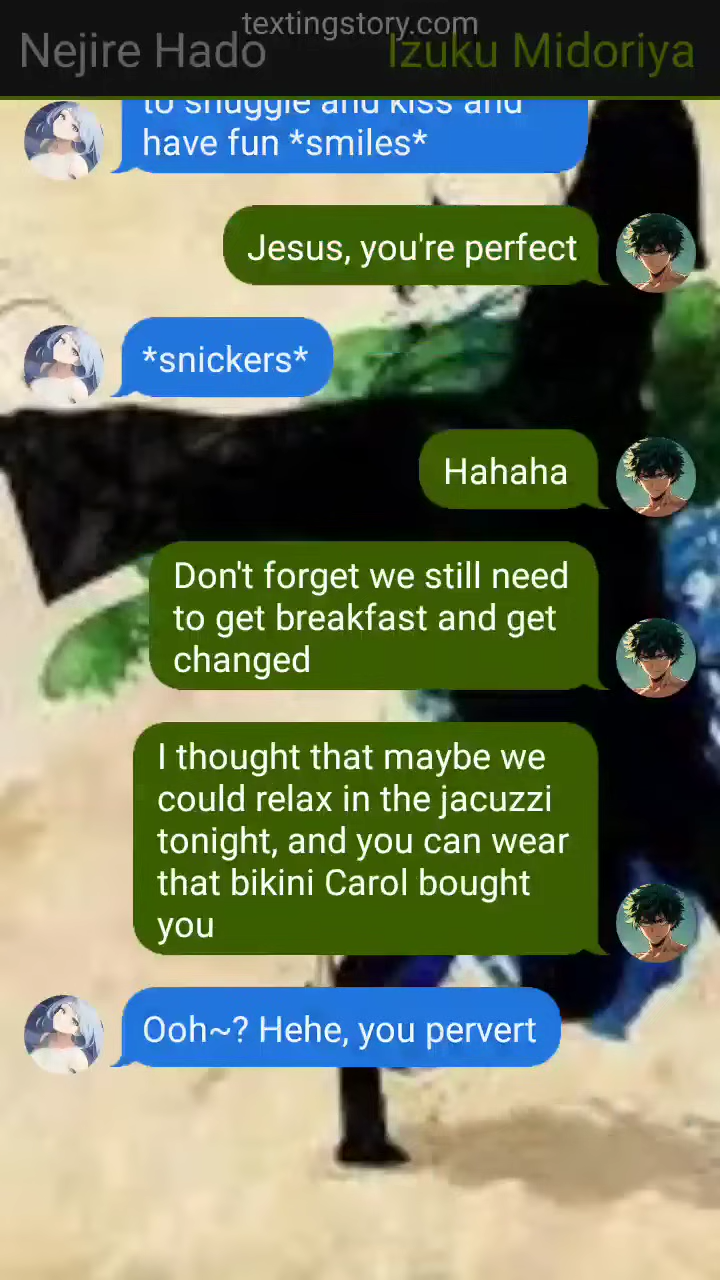 textingstory.com
Nejire Hado
Izuku Midoriya
to snuggle and kiss and
have fun *smiles*
Jesus, you're perfect
*snickers*
Hahaha
Don't forget we still need
to get breakfast and get
changed
I thought that maybe we
could relax in the jacuzzi
tonight, and you can wear
that bikini Carol bought
you
Ooh~? Hehe, you pervert